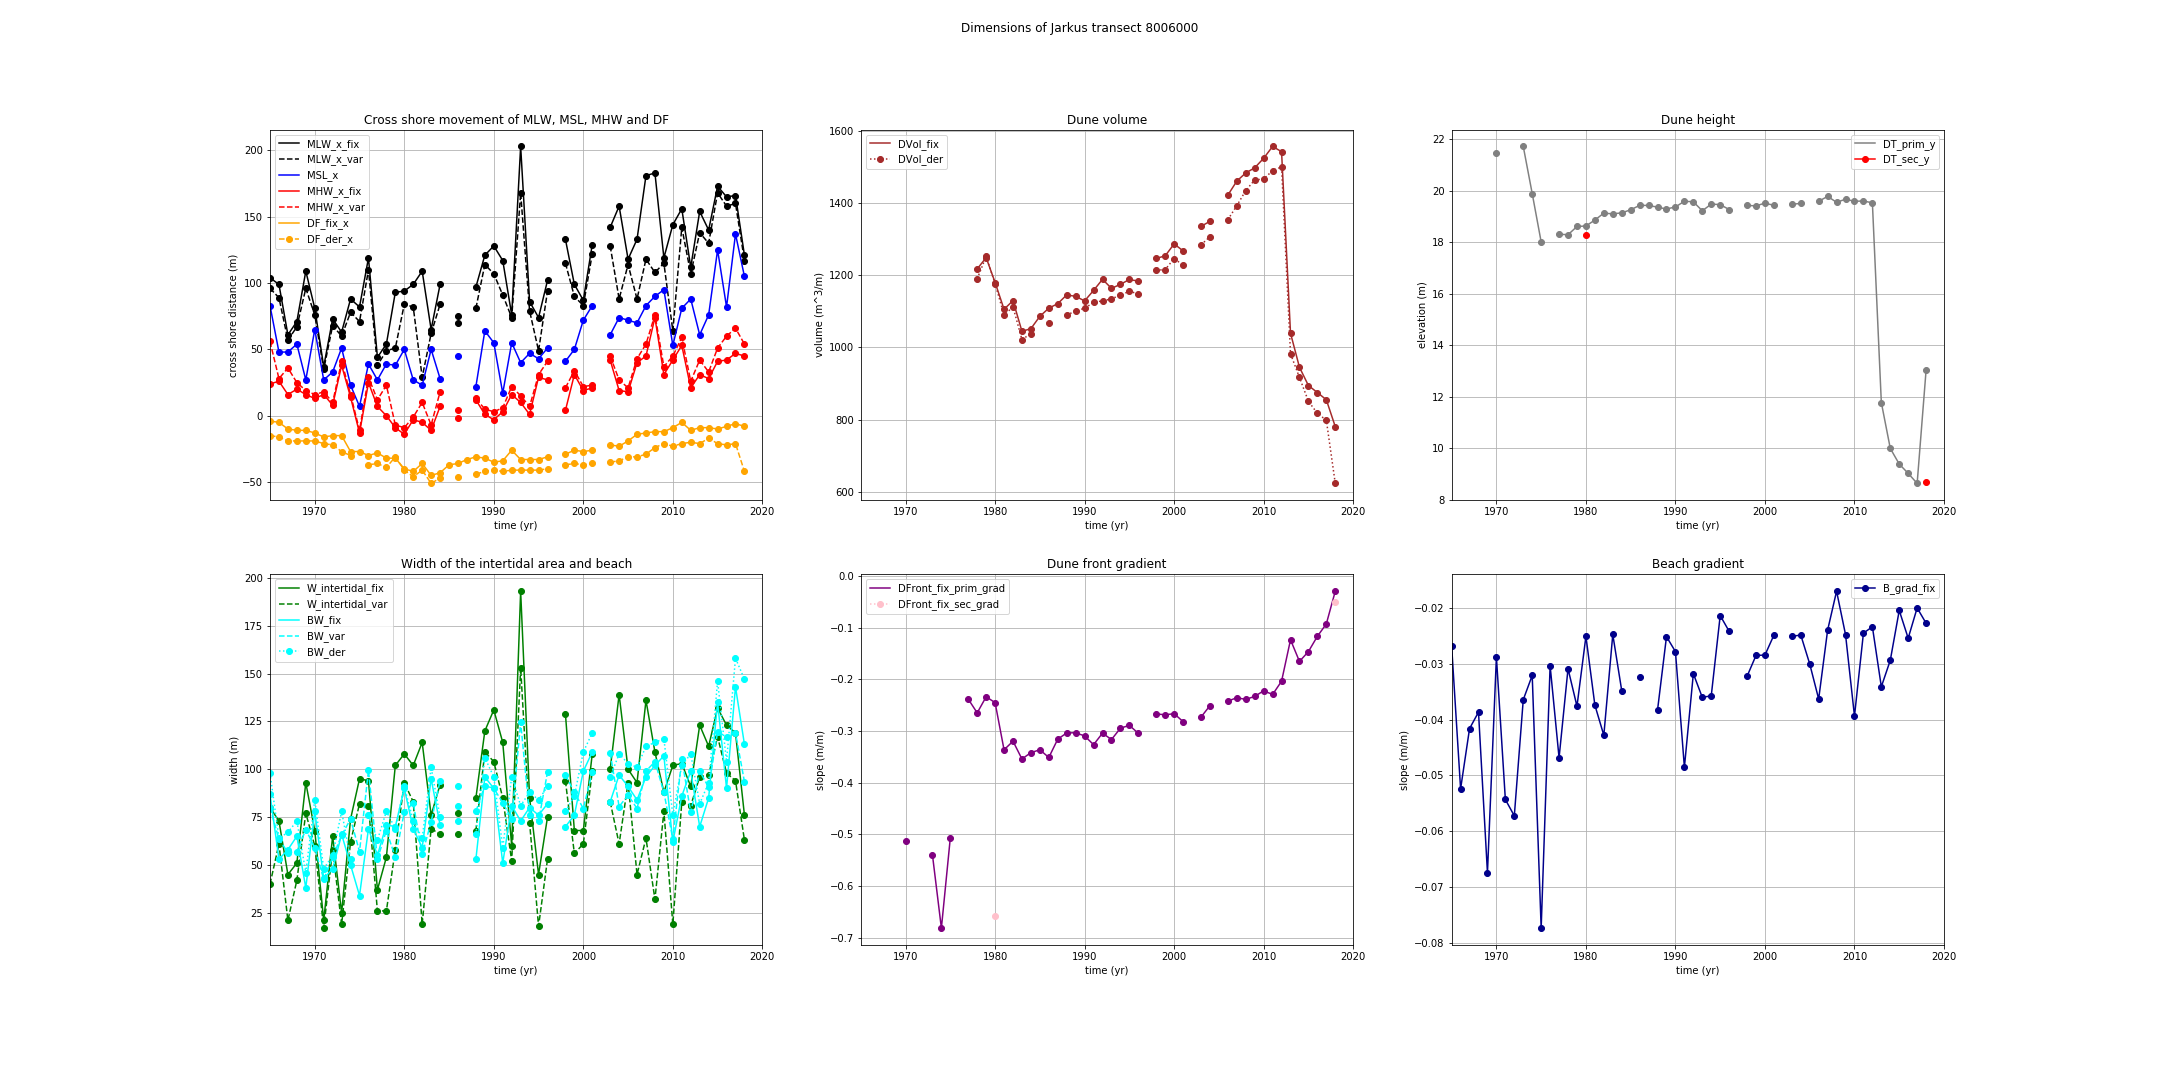 Dimensions of Jarkus transect 8006000
Cross shore movement of MLW, MSL, MHW and DF
MLW_x_fix
MLW_x_var
MSL_x
MHW_x_fix
MHW_x_var
DF_fix_x
DF_der_x
cross shore distance (m)
200
150
100
50
0
−50
1970
1980
1990
2000
2010
2020
time (yr)
Dune volume
DVol_fix
DVol_der
volume (m^3/m)
1600
1400
1200
1000
800
600
1970
1980
1990
2000
2010
2020
time (yr)
Dune height
DT_prim_y
DT_sec_y
elevation (m)
22
20
18
16
14
12
10
8
1970
1980
1990
2000
2010
2020
time (yr)
Width of the intertidal area and beach
W_intertidal_fix
W_intertidal_var
BW_fix
BW_var
BW_der
width (m)
200
175
150
125
100
75
50
25
1970
1980
1990
2000
2010
2020
time (yr)
Dune front gradient
DFront_fix_prim_grad
DFront_fix_sec_grad
slope (m/m)
0.0
−0.1
−0.2
−0.3
−0.4
−0.5
−0.6
−0.7
1970
1980
1990
2000
2010
2020
time (yr)
Beach gradient
B_grad_fix
slope (m/m)
−0.02
−0.03
−0.04
−0.05
−0.06
−0.07
−0.08
1970
1980
1990
2000
2010
2020
time (yr)